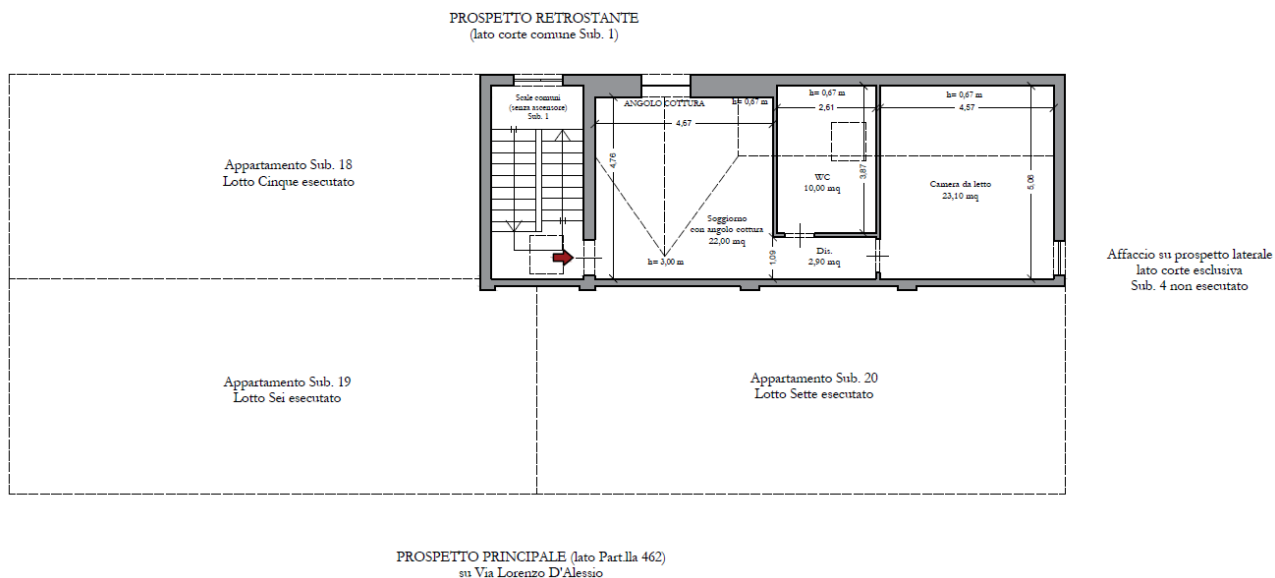 PROSPETTO RETROSTANTE
(lato corte comune Sub. 1)
Scale comuni
(senza ascensore)
Sub. 1
ANGOLO COTTURA
h= 0,67 m
h= 0,67 m
h= 0,67 m
4,67
2,61
4,57
4,76
3,87
5,06
Appartamento Sub. 18
Lotto Cinque esecutato
WC
10,00 mq
Camera da letto
23,10 mq
Soggiorno
con angolo cottura
22,00 mq
h= 3,00 m
1,09
Dis.
2,90 mq
Affaccio su prospetto laterale
lato corte esclusiva
Sub. 4 non esecutato
Appartamento Sub. 19
Lotto Sei esecutato
Appartamento Sub. 20
Lotto Sette esecutato
PROSPETTO PRINCIPALE (lato Part.lla 462)
su Via Lorenzo D'Alessio